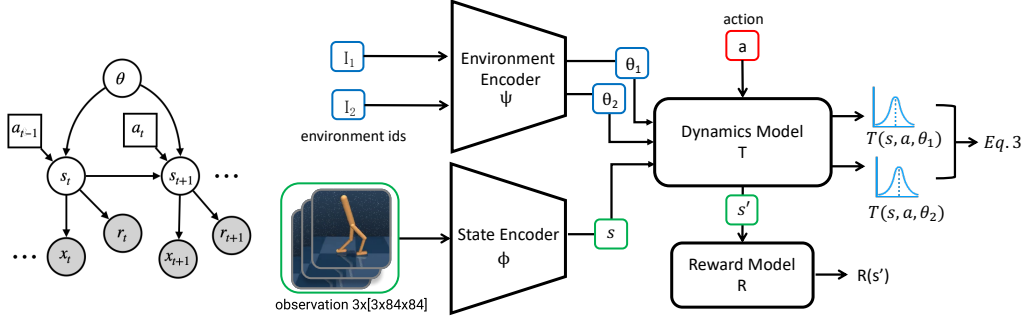 θ
a_{t−1}
a_t
s_t
s_{t+1}
...
r_t
r_{t+1}
...
x_t
x_{t+1}
I_1
I_2
environment ids
Environment
Encoder
ψ
θ_1
θ_2
observation 3x[3x84x84]
State Encoder
ϕ
s
action
a
Dynamics Model
T
T(s, a, θ_1)
T(s, a, θ_2)
Eq. 3
s′
Reward Model
R
R(s′)